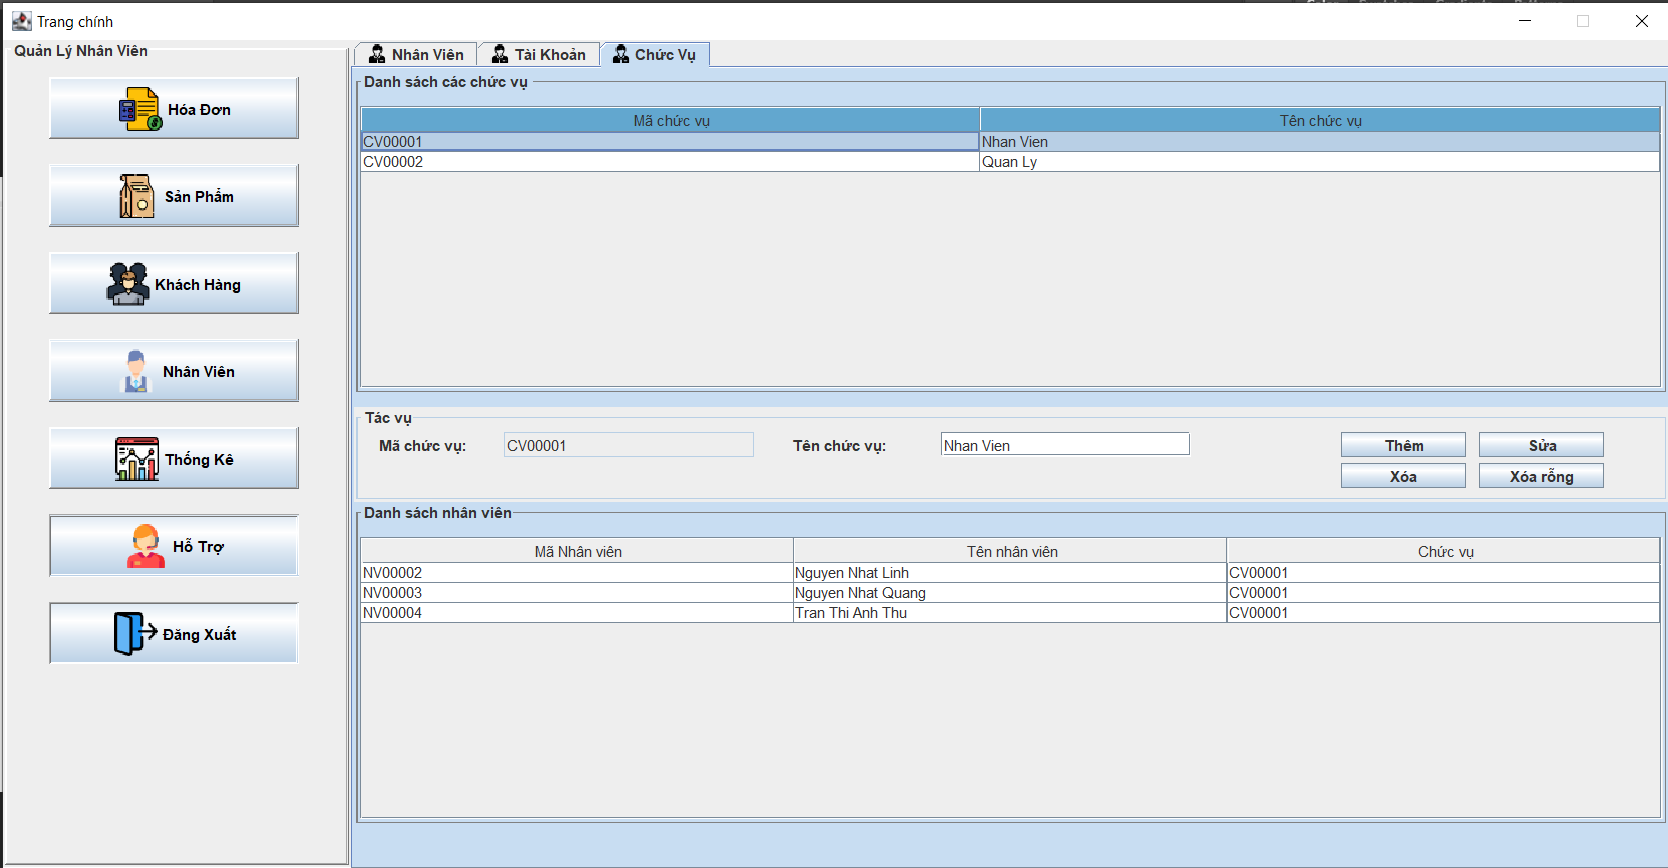 Trang chính
Quản Lý Nhân Viên
Hóa Đơn
Sản Phẩm
Khách Hàng
Nhân Viên
Thống Kê
Hỗ Trợ
Đăng Xuất
Nhân Viên Tài Khoản Chức Vụ
Danh sách các chức vụ
Mã chức vụ Tên chức vụ
CV00001 Nhan Vien
CV00002 Quan Ly
Tác vụ
Mã chức vụ: CV00001 Tên chức vụ: Nhan Vien Thêm Sửa
Xóa Xóa rỗng
Danh sách nhân viên
Mã Nhân viên Tên nhân viên Chức vụ
NV00002 Nguyen Nhat Linh CV00001
NV00003 Nguyen Nhat Quang CV00001
NV00004 Tran Thi Anh Thu CV00001